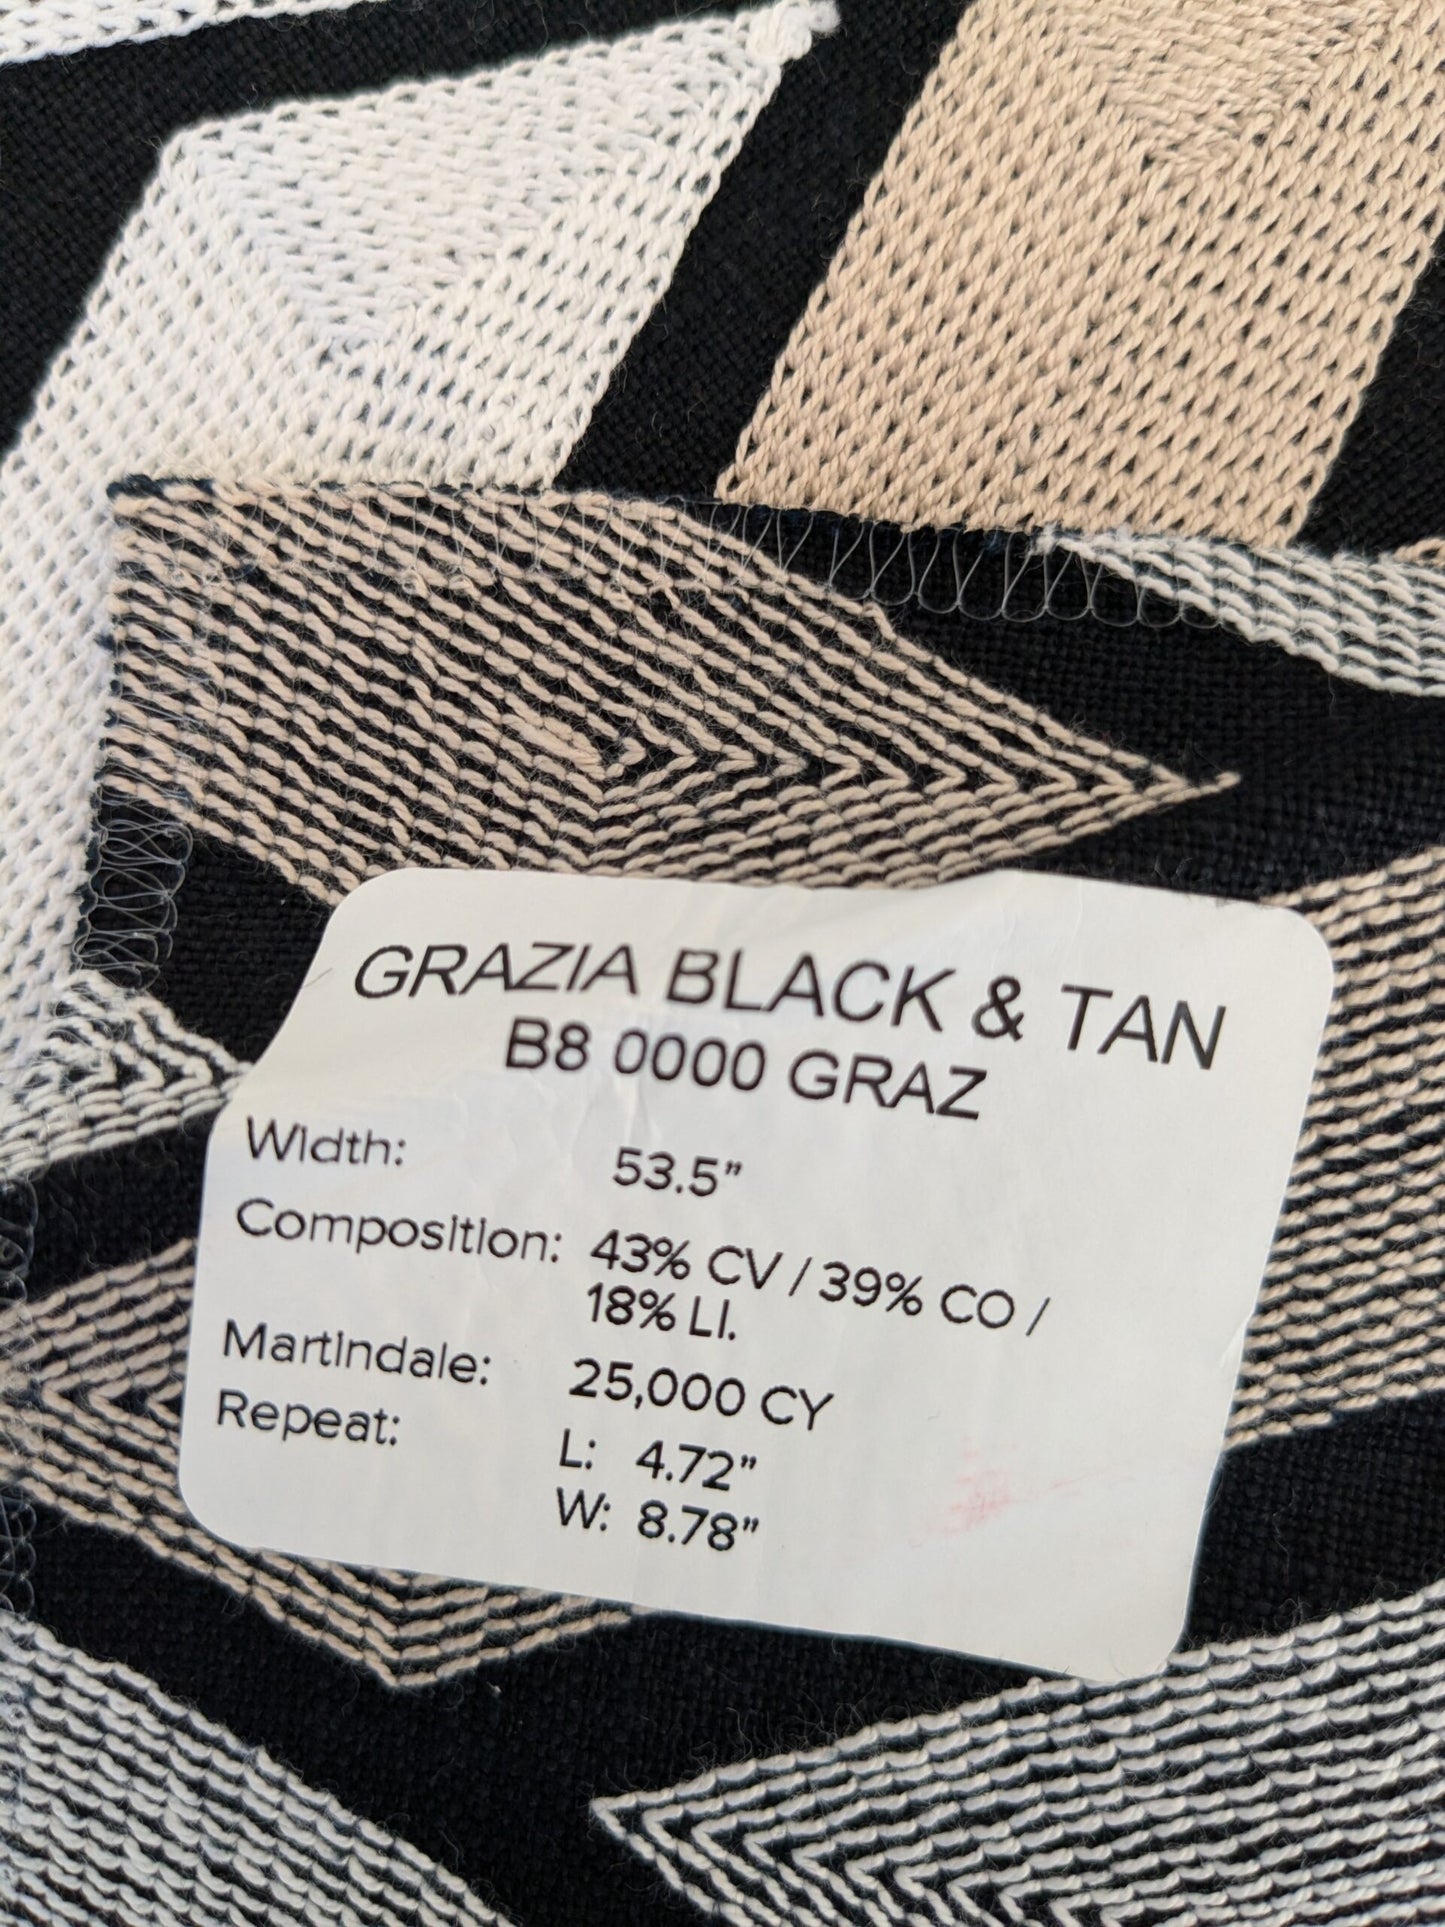 GRAZIA BLACK & TAN
B8 0000 GRAZ
Width: 53.5"
Composition: 43% CV / 39% CO /
18% LI.
Martindale: 25,000 CY
Repeat: L: 4.72"
W: 8.78"